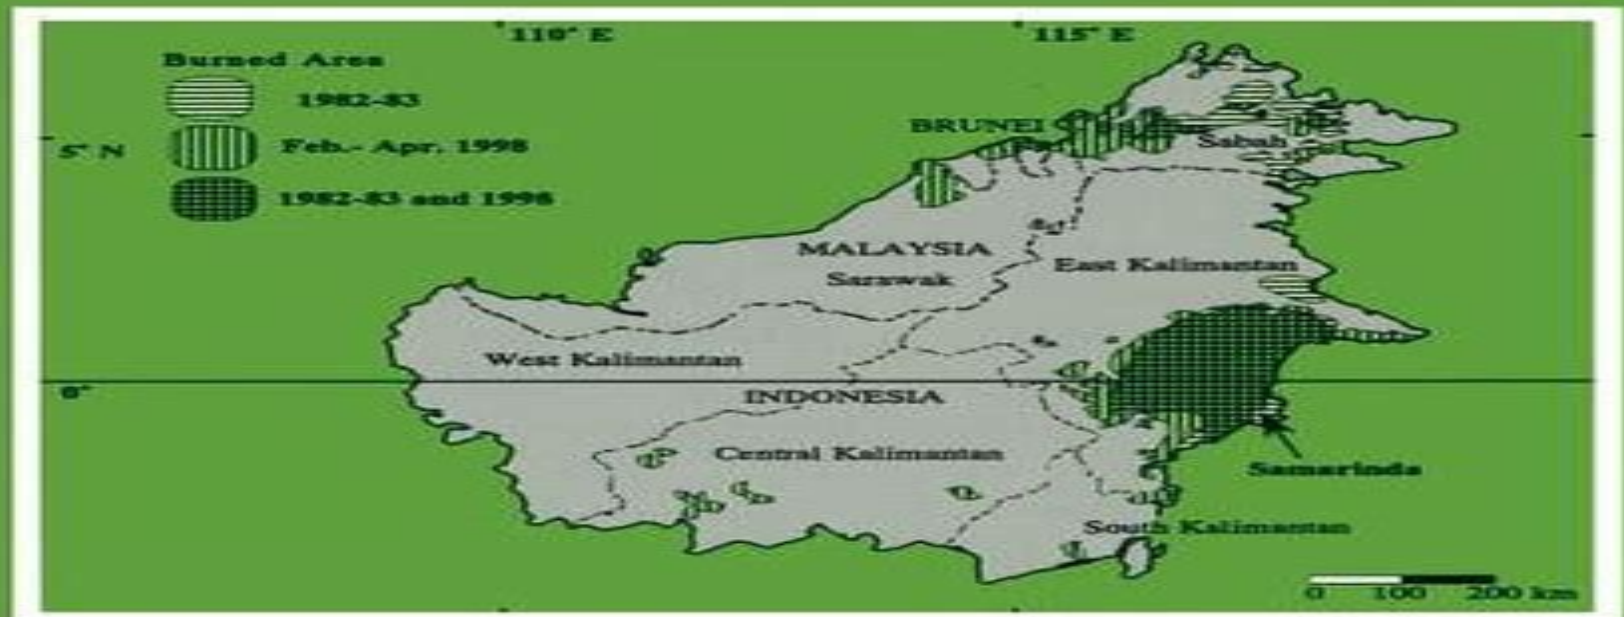 110° E
115° E
Burned Area
1982-83
Feb.- Apr. 1998
1982-83 and 1998
5° N
BRUNEI
Sabah
MALAYSIA
Sarawak
East Kalimantan
West Kalimantan
0°
INDONESIA
Central Kalimantan
Samarinda
South Kalimantan
0 100 200 km